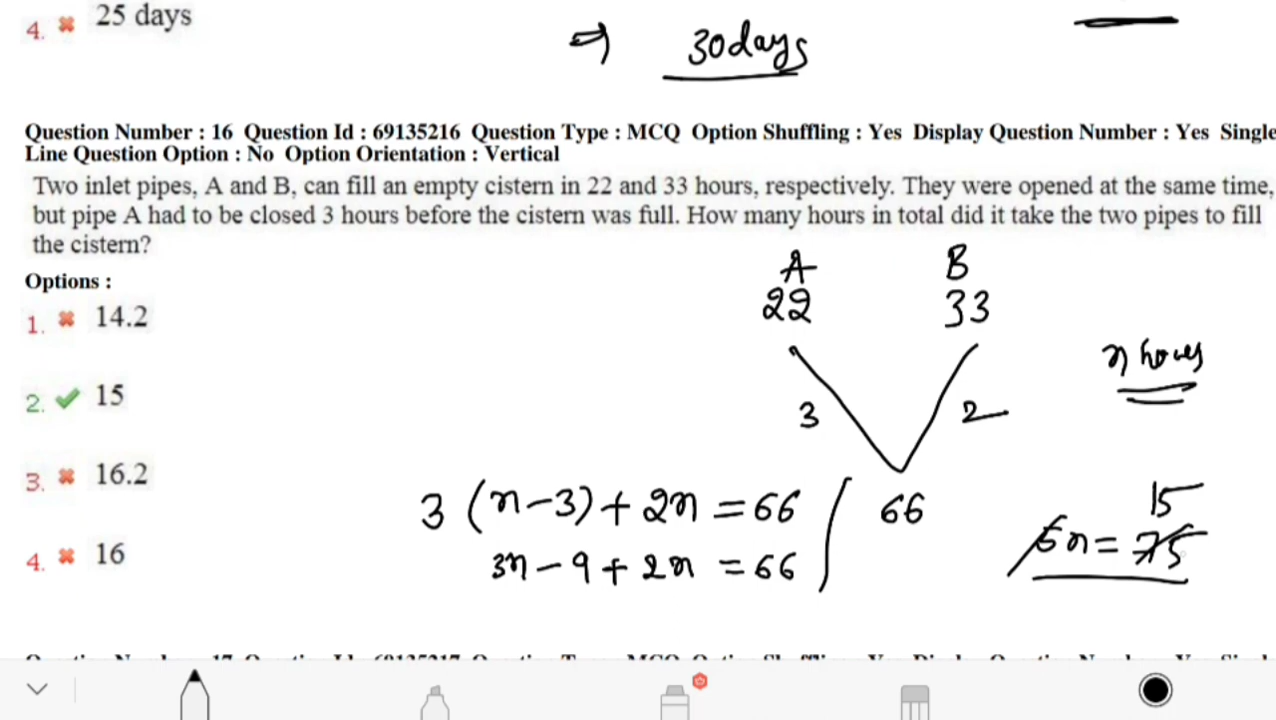 4. 25 days
⇒ 30days
Question Number : 16 Question Id : 69135216 Question Type : MCQ Option Shuffling : Yes Display Question Number : Yes Single
Line Question Option : No Option Orientation : Vertical
Two inlet pipes, A and B, can fill an empty cistern in 22 and 33 hours, respectively. They were opened at the same time,
but pipe A had to be closed 3 hours before the cistern was full. How many hours in total did it take the two pipes to fill
the cistern?
A B
Options :
22 33
1. 14.2
n hours
2. 15
3 2
3. 16.2
3 (n-3) + 2n = 66
66
15
4. 16
3n - 9 + 2n = 66
5n = 75